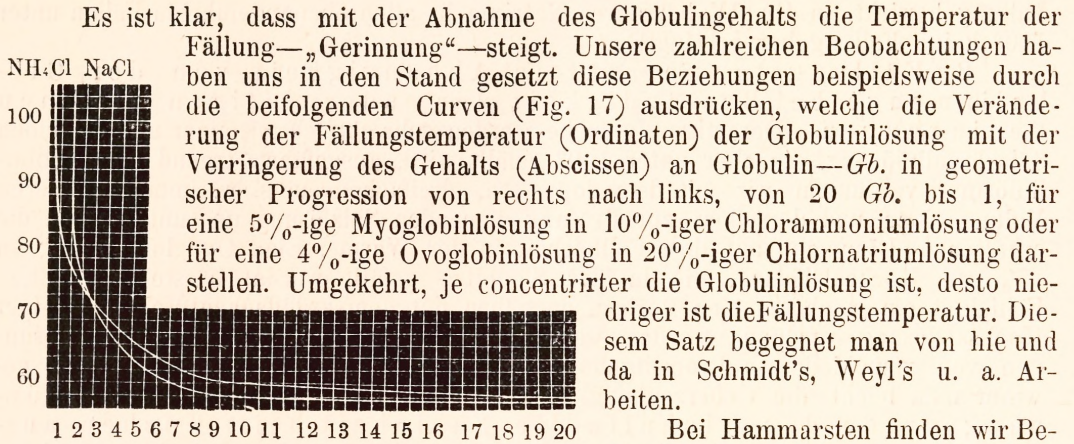 Es ist klar, dass mit der Abnahme des Globulingehalts die Temperatur der
Fällung—„Gerinnung“—steigt. Unsere zahlreichen Beobachtungen ha-
ben uns in den Stand gesetzt diese Beziehungen beispielsweise durch
die beifolgenden Curven (Fig. 17) ausdrücken, welche die Verände-
rung der Fällungstemperatur (Ordinaten) der Globulinlösung mit der
Verringerung des Gehalts (Abscissen) an Globulin—Gb. in geometri-
scher Progression von rechts nach links, von 20 Gb. bis 1, für
eine 5%-ige Myoglobinlösung in 10%-iger Chlorammoniumlösung oder
für eine 4%-ige Ovoglobinlösung in 20%-iger Chlornatriumlösung dar-
stellen. Umgekehrt, je concentrirter die Globulinlösung ist, desto nie-
driger ist dieFällungstemperatur. Die-
sem Satz begegnet man von hie und
da in Schmidt's, Weyl's u. a. Ar-
beiten.
Bei Hammarsten finden wir Be-
NH4Cl NaCl
100
90
80
70
60
1 2 3 4 5 6 7 8 9 10 11 12 13 14 15 16 17 18 19 20